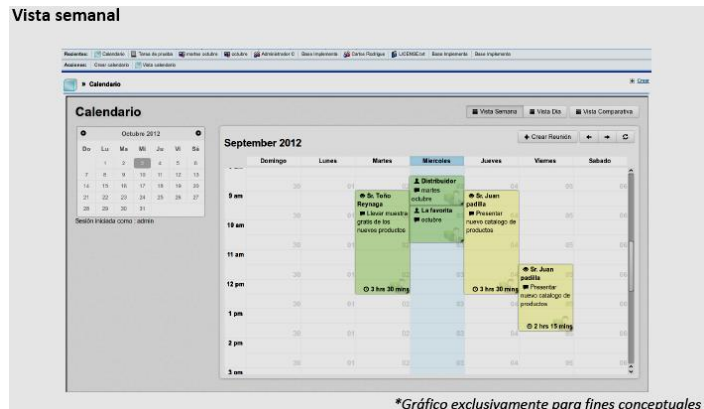 Vista semanal
Recientes: Calendario Tarea de prueba martes octubre octubre Administrador C Base implementa Carlos Rodrigue LICENSE.txt Base implemento Base implemento
Acciones: Crear calendario Vista calendario
» Calendario
Crear
Calendario
Vista Semana Vista Dia Vista Comparativa
Octubre 2012
Do Lu Ma Mi Ju Vi Sa
1 2 3 4 5 6
7 8 9 10 11 12 13
14 15 16 17 18 19 20
21 22 23 24 25 26 27
28 29 30 31
Sesión iniciada como : admin
September 2012
+ Crear Reunión
Domingo Lunes Martes Miercoles Jueves Viernes Sabado
9 am
10 am
11 am
12 pm
1 pm
2 pm
3 am
Sr. Toño
Reynaga
Llevar muestra
gratis de los
nuevos productos
3 hrs 30 mins
Distribuidor
martes
octubre
La favorita
octubre
Sr. Juan
padilla
Presentar
nuevo catalogo de
productos
3 hrs 30 mins
Sr. Juan
padilla
Presentar
nuevo catalogo de
productos
2 hrs 15 mins
*Gráfico exclusivamente para fines conceptuales